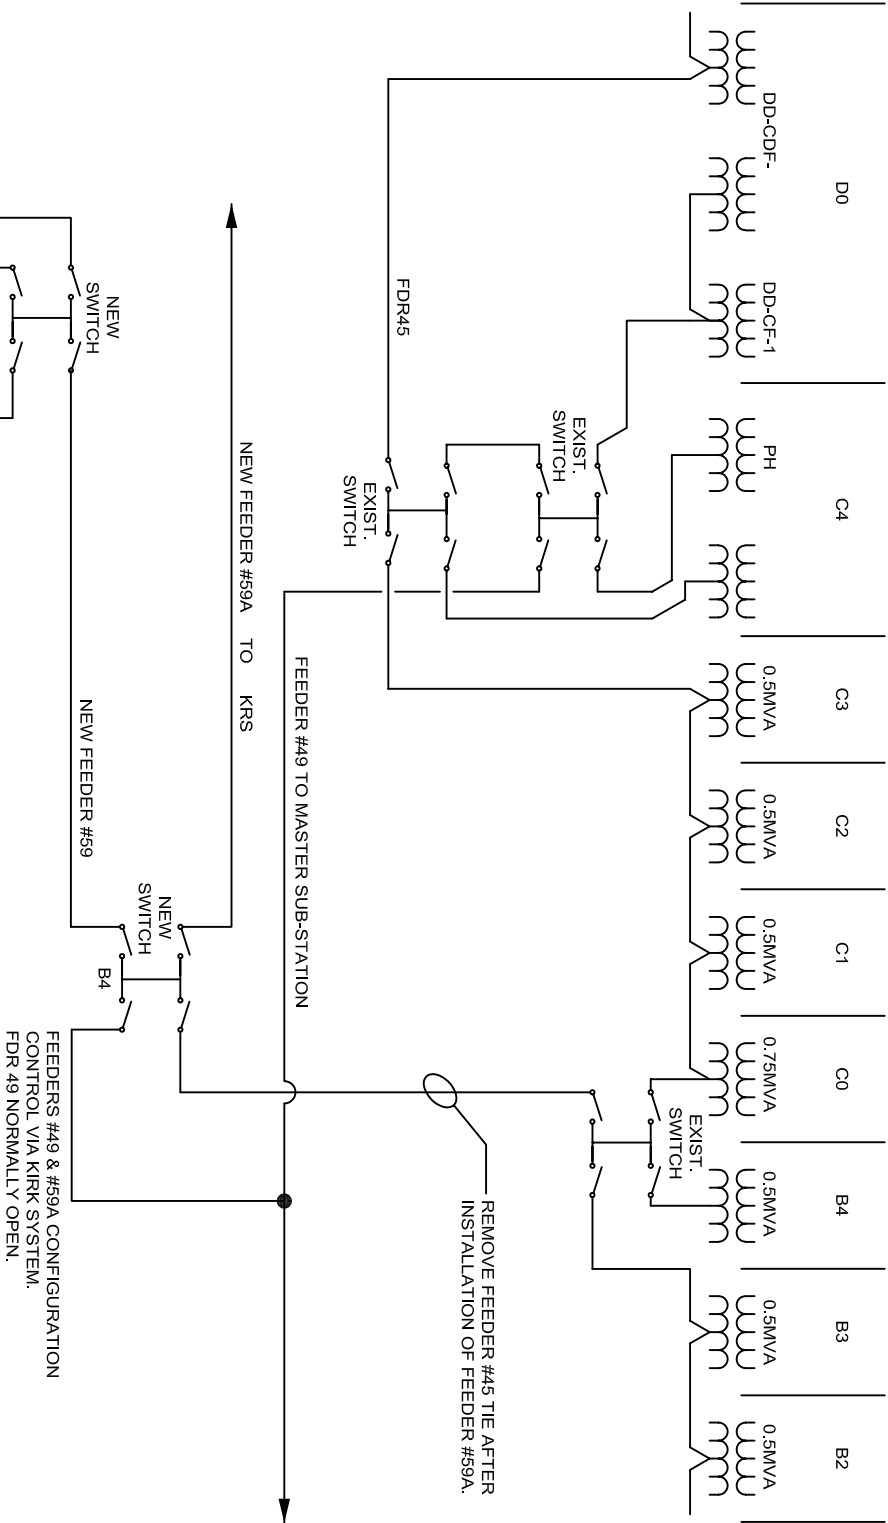 D0
C4
C3
C2
C1
C0
B4
B3
B2
DD-CDF-
DD-CF-1
PH
0.5MVA
0.5MVA
0.5MVA
0.75MVA
0.5MVA
0.5MVA
0.5MVA
EXIST.
SWITCH
EXIST.
SWITCH
FDR45
EXIST.
SWITCH
REMOVE FEEDER #45 TIE AFTER
INSTALLATION OF FEEDER #59A.
FEEDER #49 TO MASTER SUB-STATION
NEW FEEDER #59A TO KRS
NEW
SWITCH
B4
NEW
SWITCH
NEW FEEDER #59
FEEDERS #49 & #59A CONFIGURATION
CONTROL VIA KIRK SYSTEM.
FDR 49 NORMALLY OPEN.